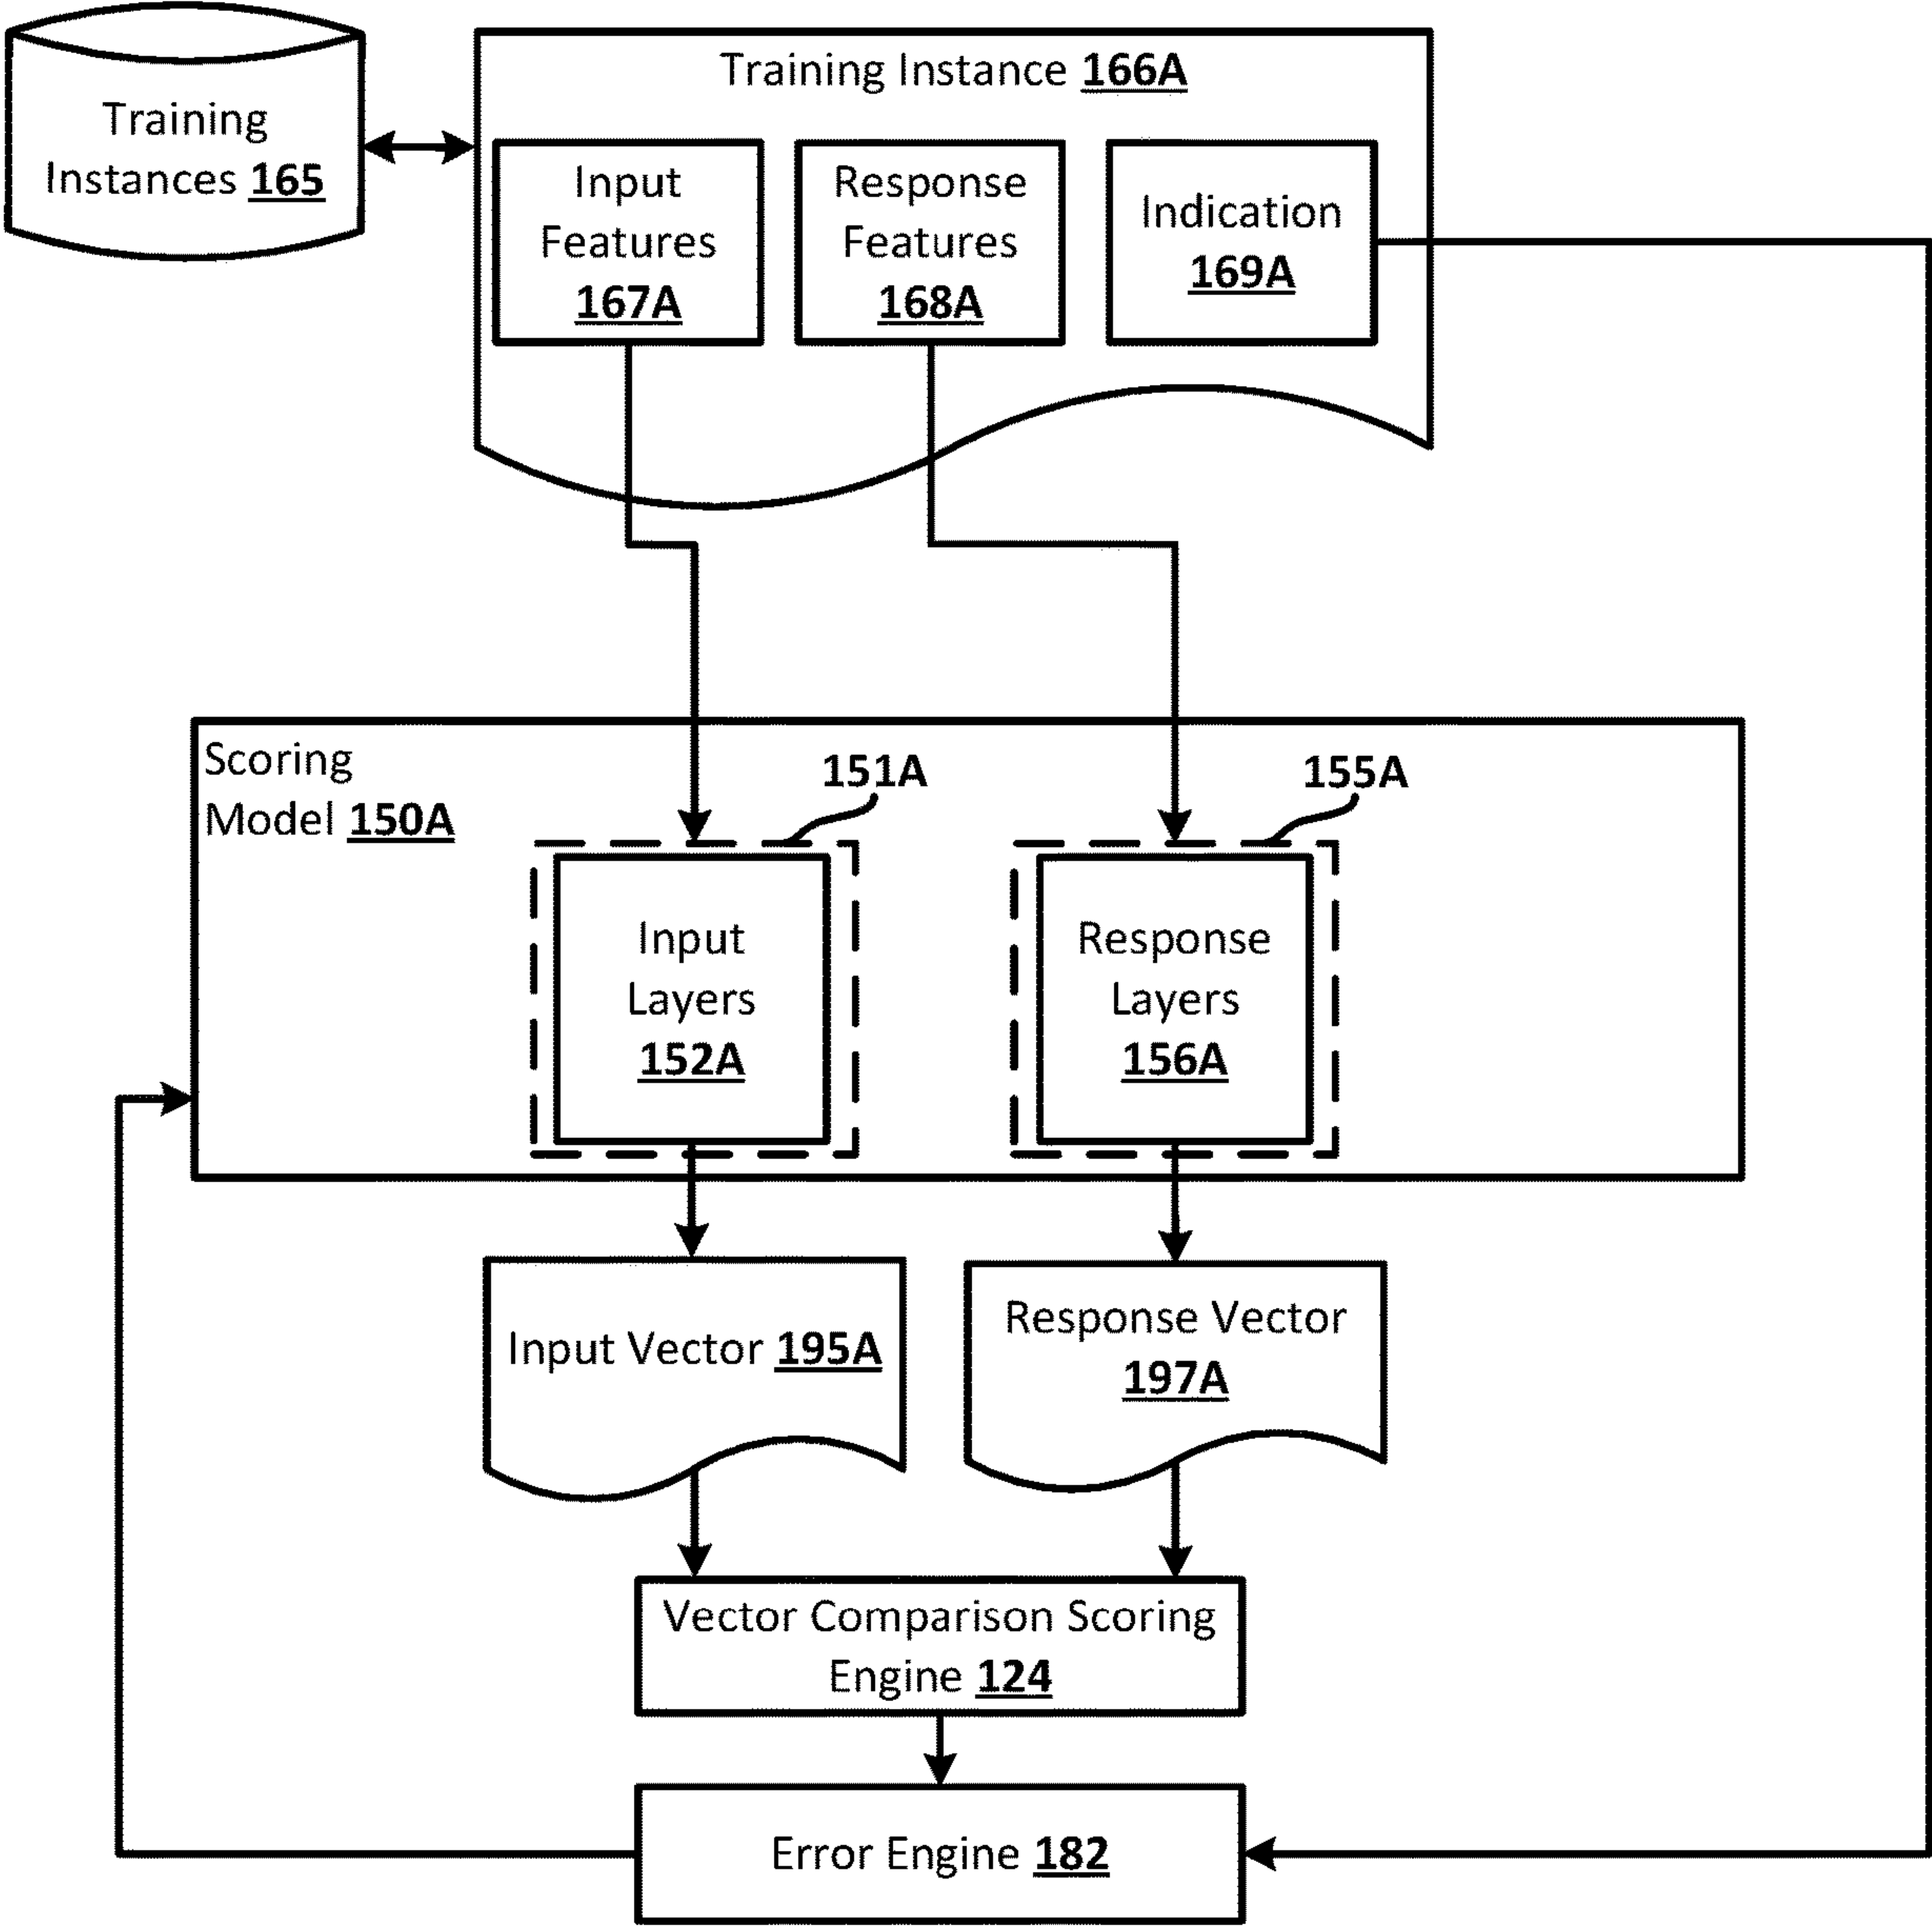 Training
Instances 165
Training Instance 166A
Input
Features
167A
Response
Features
168A
Indication
169A
Scoring
Model 150A
151A
155A
Input
Layers
152A
Response
Layers
156A
Input Vector 195A
Response Vector
197A
Vector Comparison Scoring
Engine 124
Error Engine 182